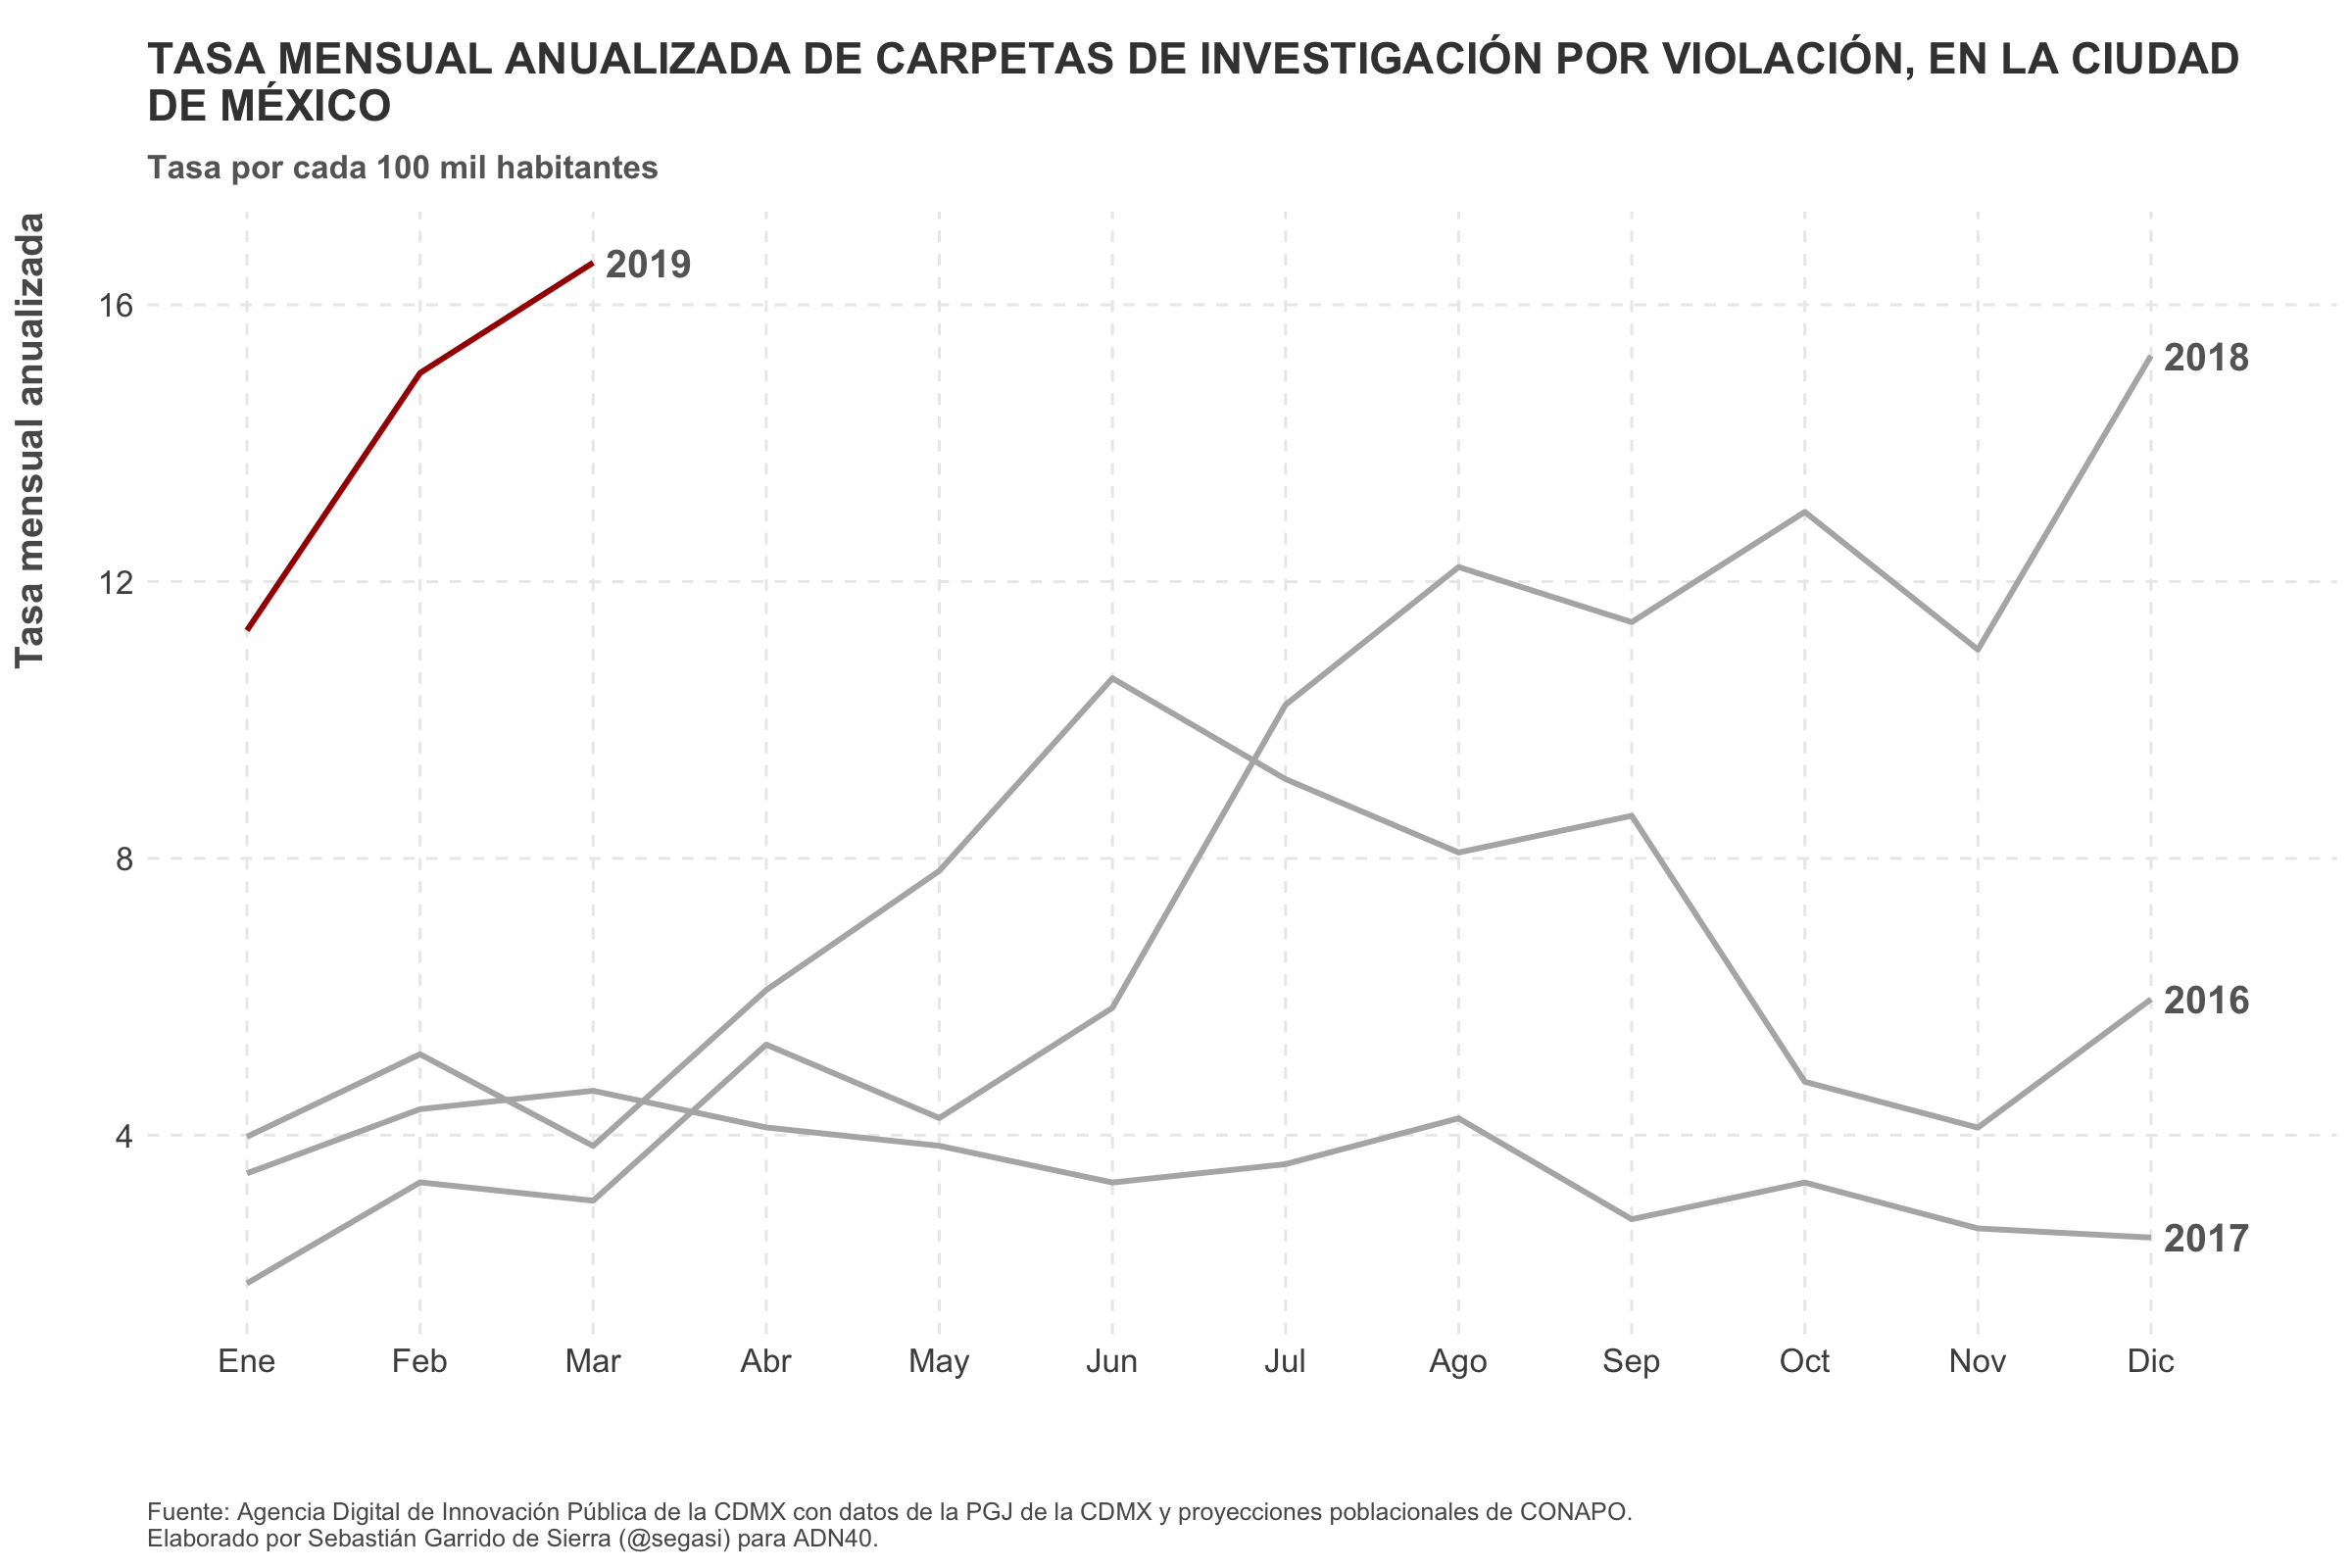 TASA MENSUAL ANUALIZADA DE CARPETAS DE INVESTIGACIÓN POR VIOLACIÓN, EN LA CIUDAD
DE MÉXICO
Tasa por cada 100 mil habitantes
Tasa mensual anualizada
16
12
8
4
2019
2018
2016
2017
Ene Feb Mar Abr May Jun Jul Ago Sep Oct Nov Dic
Fuente: Agencia Digital de Innovación Pública de la CDMX con datos de la PGJ de la CDMX y proyecciones poblacionales de CONAPO.
Elaborado por Sebastián Garrido de Sierra (@segasi) para ADN40.